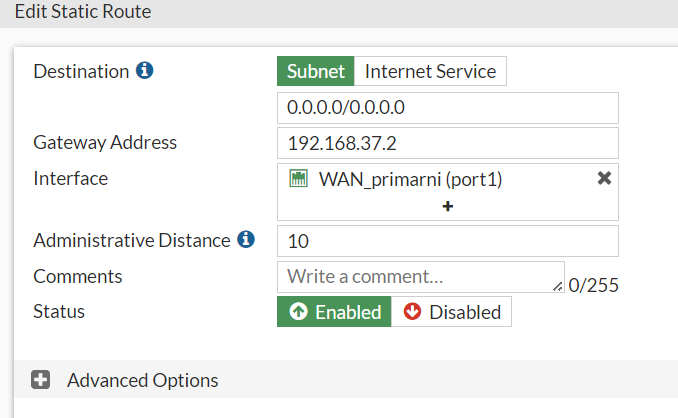 Edit Static Route
Destination Subnet Internet Service
0.0.0.0/0.0.0.0
Gateway Address 192.168.37.2
Interface WAN_primarni (port1)
+
Administrative Distance 10
Comments Write a comment... 0/255
Status Enabled Disabled
Advanced Options